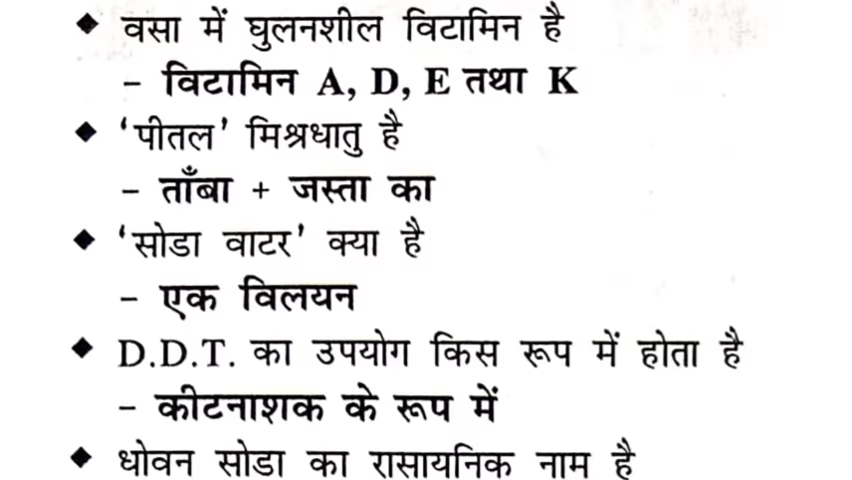 ◆ वसा में घुलनशील विटामिन है
– विटामिन A, D, E तथा K
◆ 'पीतल' मिश्रधातु है
– ताँबा + जस्ता का
◆ 'सोडा वाटर' क्या है
– एक विलयन
◆ D.D.T. का उपयोग किस रूप में होता है
– कीटनाशक के रूप में
◆ धोवन सोडा का रासायनिक नाम है